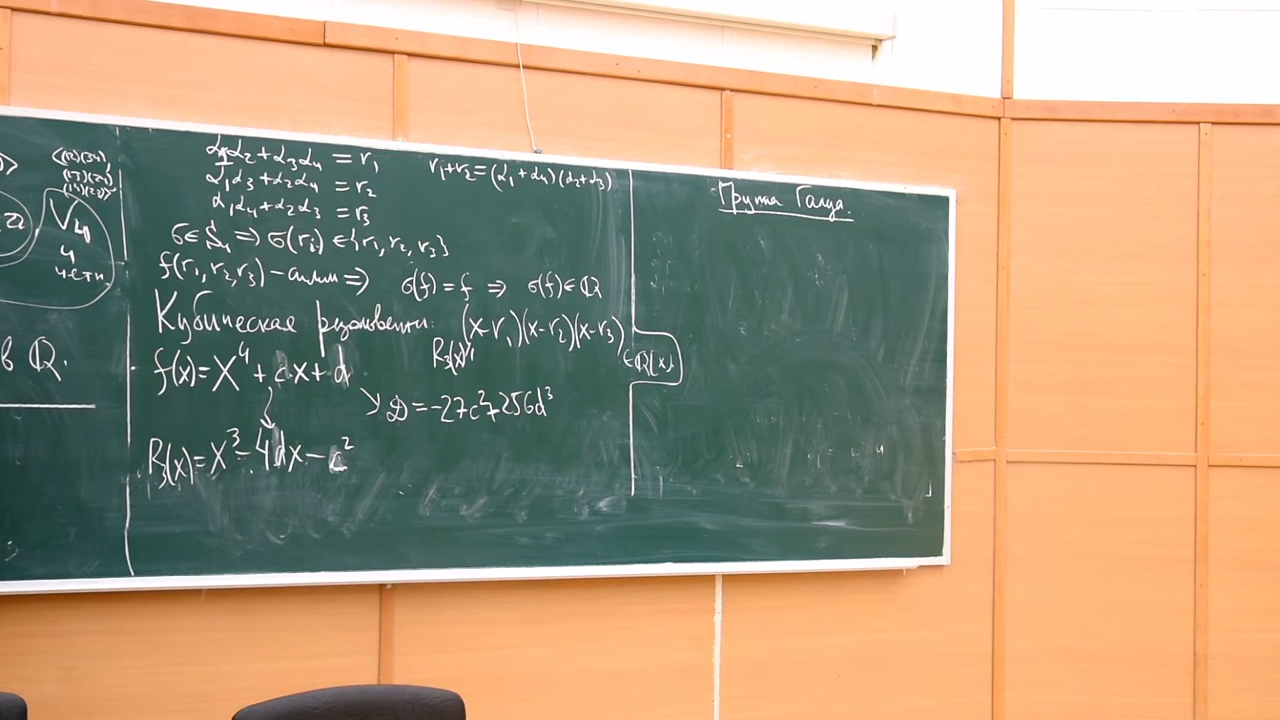 ⟨(12)(34),
(13)(24),
(14)(23)⟩
V₄
4
части
в ℚ.
α₁α₂+α₃α₄ = r₁
α₁α₃+α₂α₄ = r₂
α₁α₄+α₂α₃ = r₃
r₁+r₂=(α₁+α₄)(α₂+α₃)
σ∈S₄ ⇒ σ(rᵢ) ∈{r₁, r₂, r₃}
f(r₁, r₂, r₃) - симм ⇒ σ(f)=f ⇒ σ(f)∈ℚ
Кубическая резольвента: (x-r₁)(x-r₂)(x-r₃)
R₃(x) ∈ℚ[x]
f(x)=X⁴+cx+d
D=-27c⁴+256d³
R₃(x)=X³-4dx-c²
Группа Галуа.